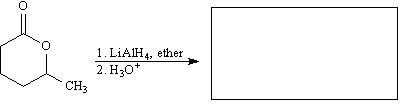 O
O
CH₃
1. LiAlH₄, ether
2. H₃O⁺